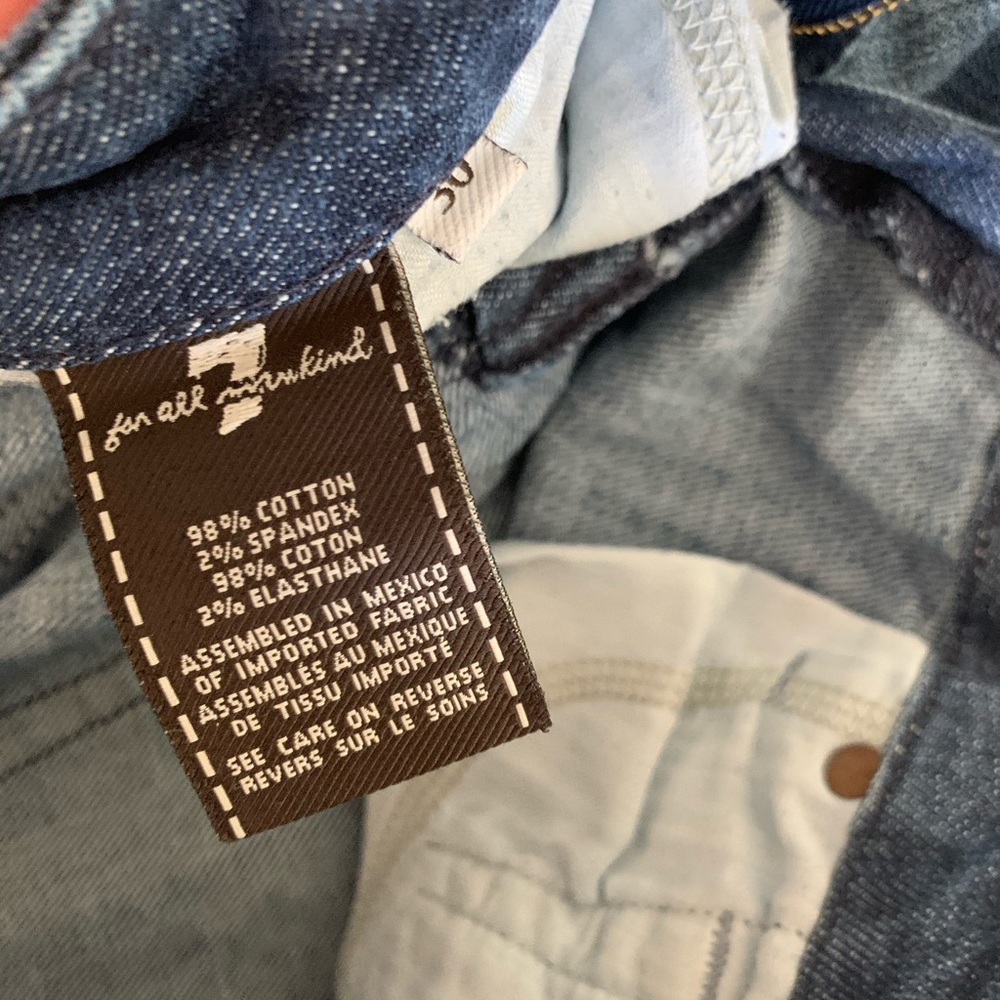 30
7
for all mankind
98% COTTON
2% SPANDEX
98% COTON
2% ELASTHANE
ASSEMBLED IN MEXICO
OF IMPORTED FABRIC
ASSEMBLÉS AU MEXIQUE
DE TISSU IMPORTÉ
SEE CARE ON REVERSE
REVERS SUR LE SOINS